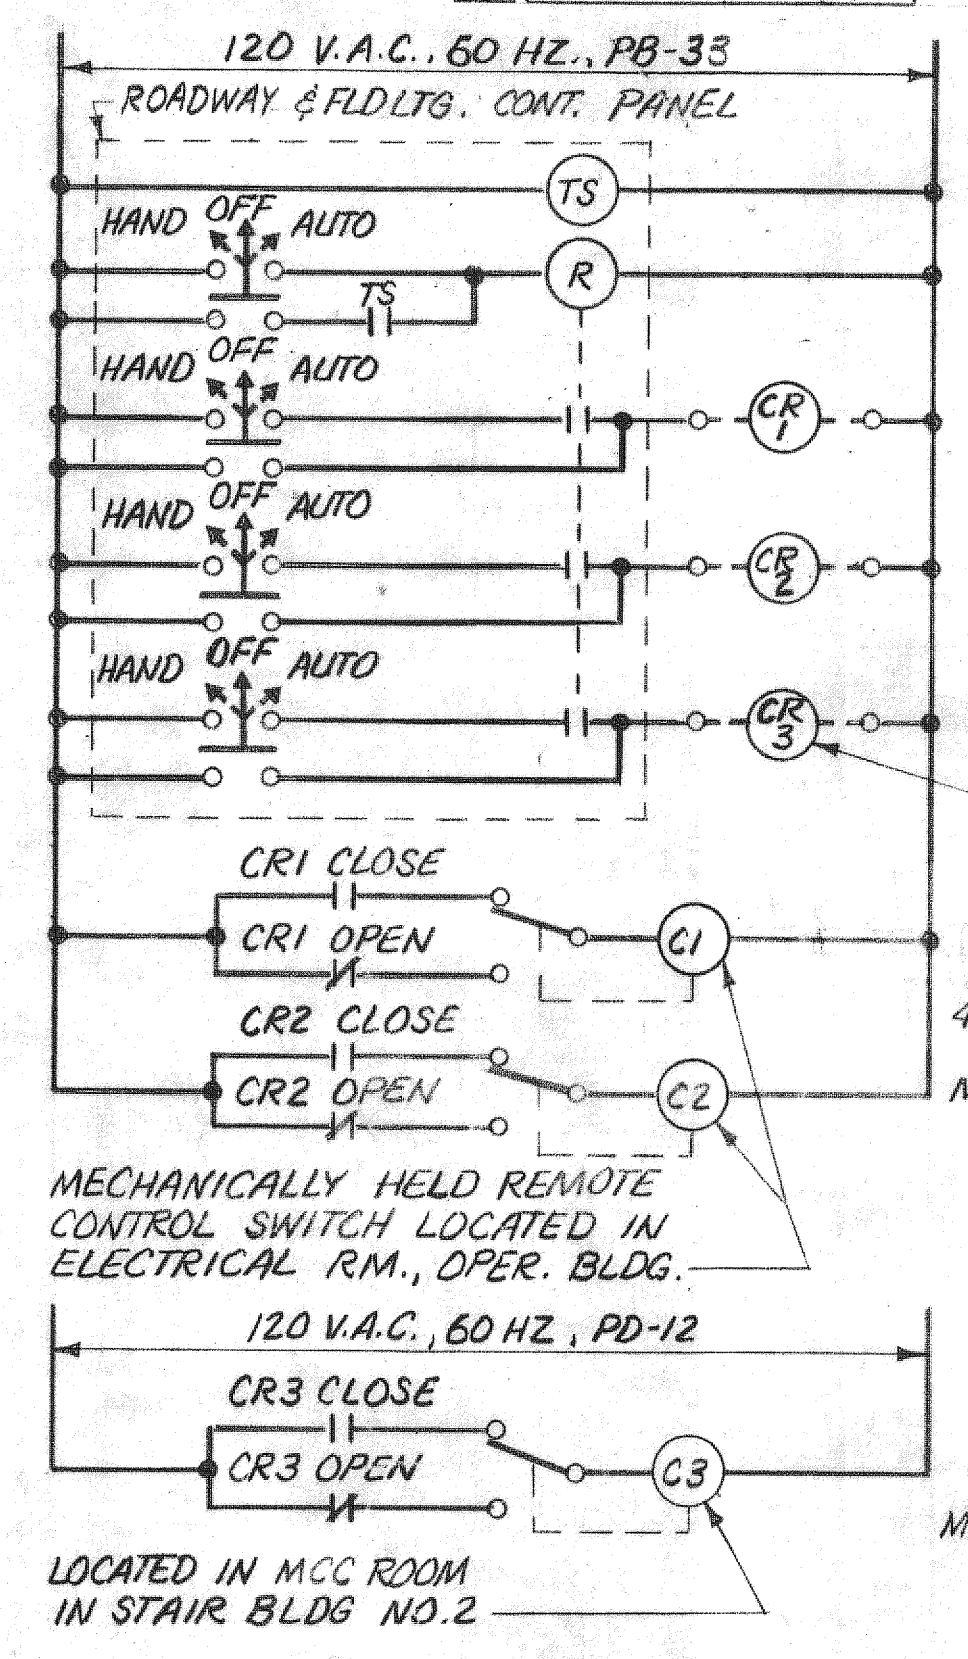 120 V.A.C., 60 HZ., PB-33
ROADWAY & FLD LTG. CONT. PANEL
TS
HAND OFF AUTO
R
TS
HAND OFF AUTO
CR 1
HAND OFF AUTO
CR 2
HAND OFF AUTO
CR 3
CR1 CLOSE
CR1 OPEN
C1
CR2 CLOSE
CR2 OPEN
C2
MECHANICALLY HELD REMOTE
CONTROL SWITCH LOCATED IN
ELECTRICAL RM., OPER. BLDG.
120 V.A.C., 60 HZ, PD-12
CR3 CLOSE
CR3 OPEN
C3
LOCATED IN MCC ROOM
IN STAIR BLDG NO.2